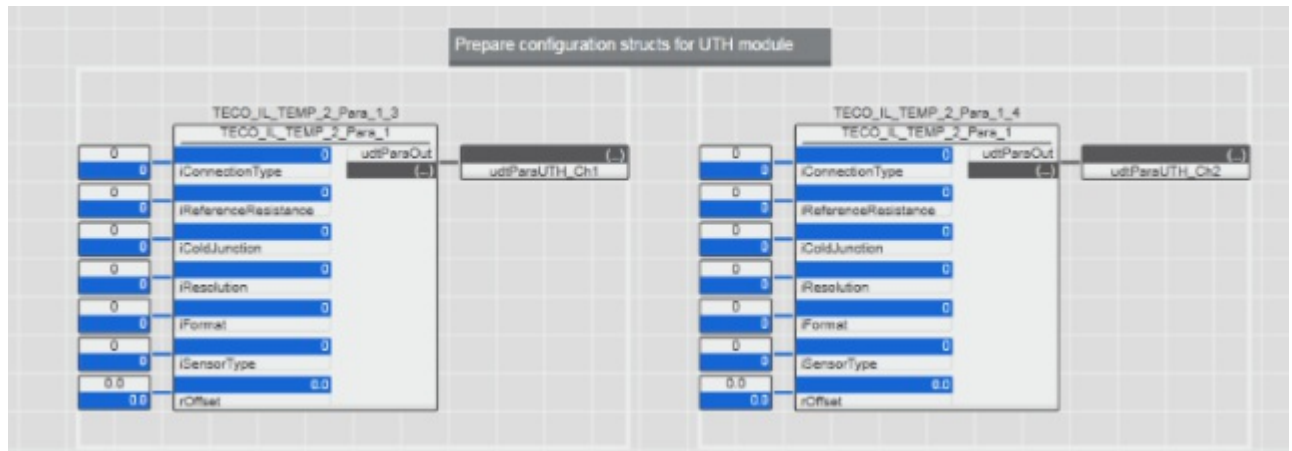 Prepare configuration structs for UTH module
TECO_IL_TEMP_2_Para_1_3
TECO_IL_TEMP_2_Para_1
0
0
0
iConnectionType
udtParaOut
(...)
(...)
udtParaUTH_Ch1
0
0
0
iReferenceResistance
0
0
0
iColdJunction
0
0
0
iResolution
0
0
0
iFormat
0
0
0
iSensorType
0.0
0.0
0.0
rOffset
TECO_IL_TEMP_2_Para_1_4
TECO_IL_TEMP_2_Para_1
0
0
0
iConnectionType
udtParaOut
(...)
(...)
udtParaUTH_Ch2
0
0
0
iReferenceResistance
0
0
0
iColdJunction
0
0
0
iResolution
0
0
0
iFormat
0
0
0
iSensorType
0.0
0.0
0.0
rOffset